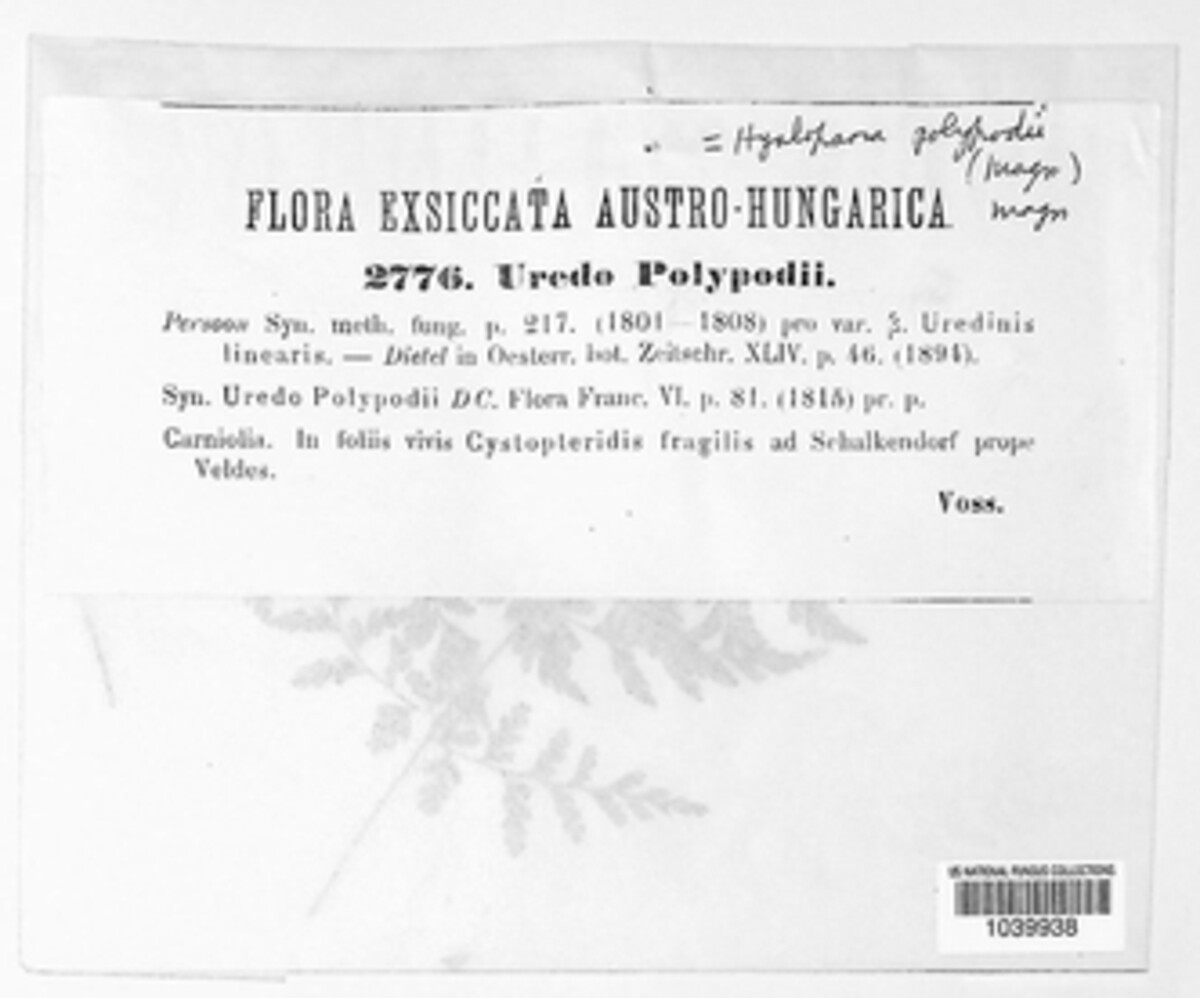 = Hyalopsora polypodii
(Magn)
Magn
FLORA EXSICCATA AUSTRO-HUNGARICA.
2776. Uredo Polypodii.
Persoon Syn. meth. fung. p. 217. (1801—1808) pro var. ξ. Uredinis
linearis. — Dietel in Oesterr. bot. Zeitschr. XLIV. p. 46. (1894).
Syn. Uredo Polypodii DC. Flora Franc. VI. p. 81. (1815) pr. p.
Carniolia. In foliis vivis Cystopteridis fragilis ad Schalkendorf prope
Veldes.
Voss.
US NATIONAL FUNGUS COLLECTIONS
1039938